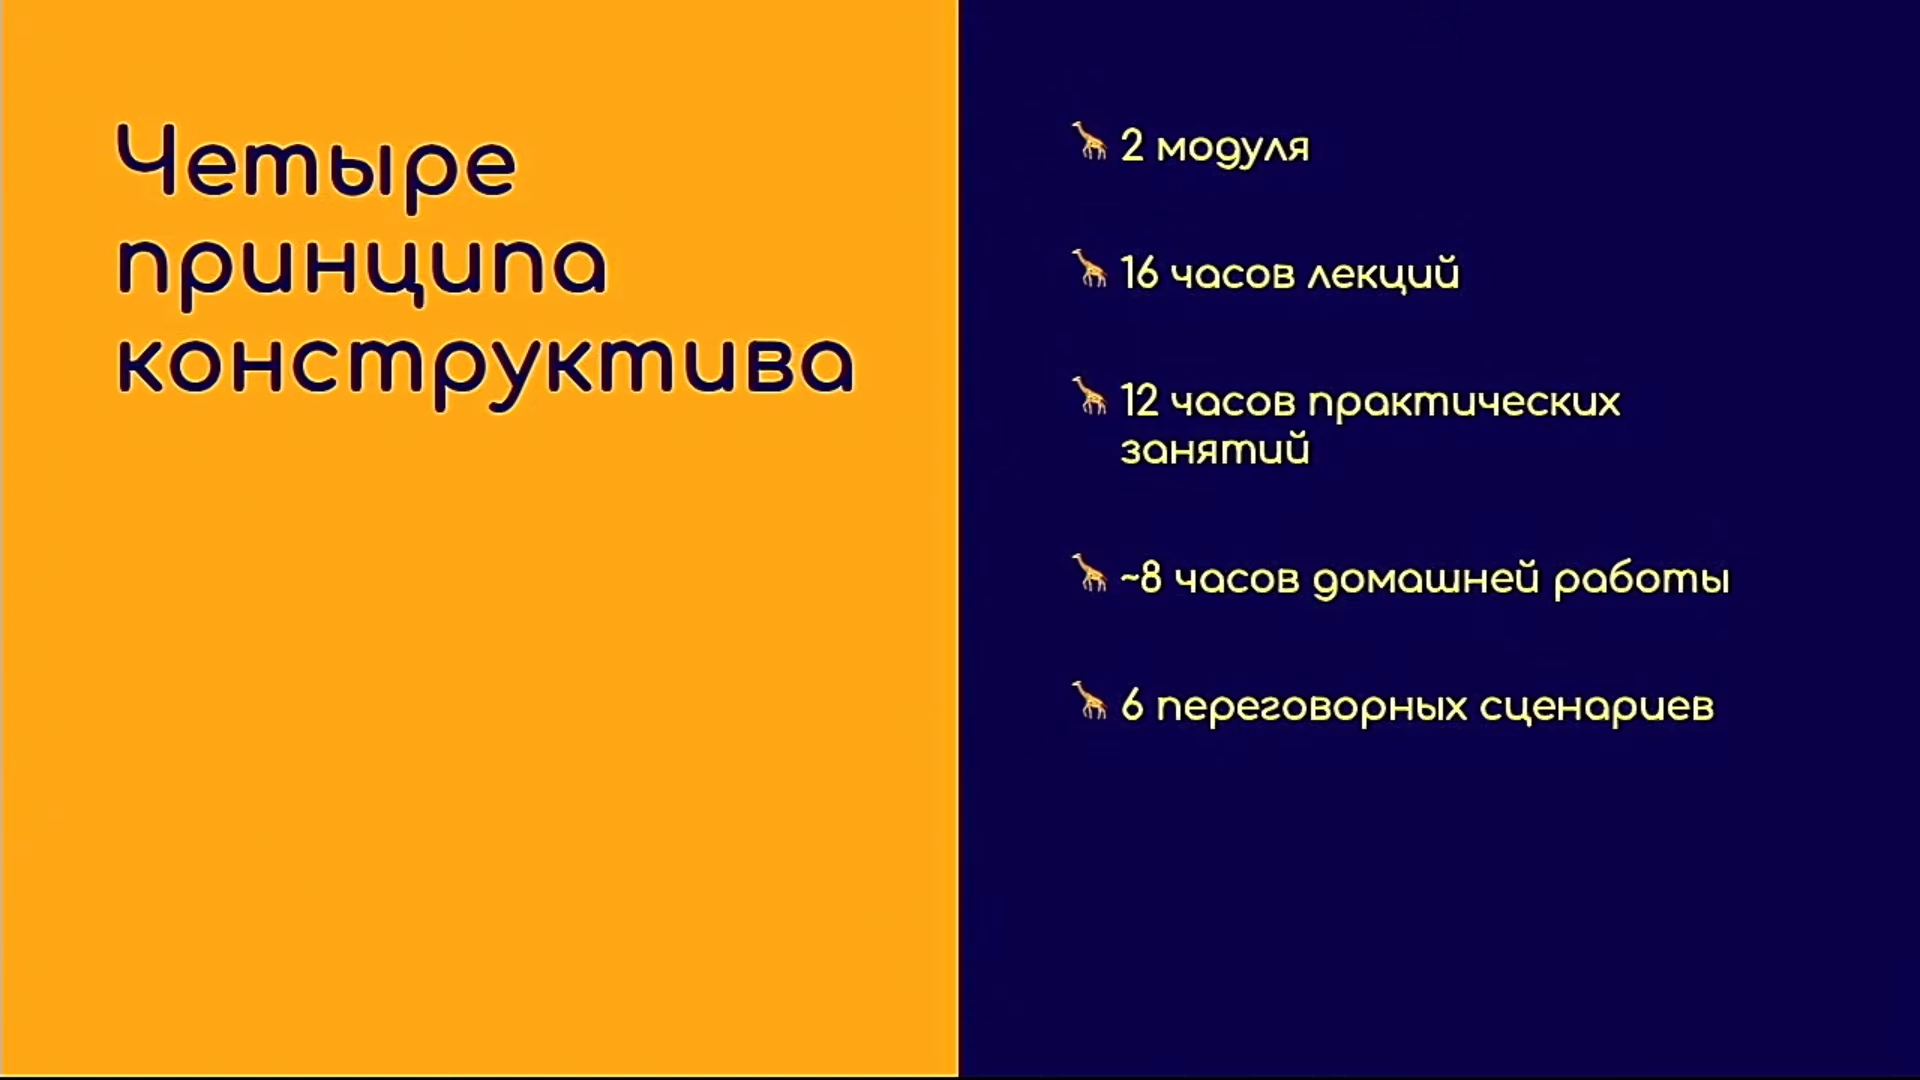 Четыре
принципа
конструктива
2 модуля
16 часов лекций
12 часов практических
занятий
~8 часов домашней работы
6 переговорных сценариев